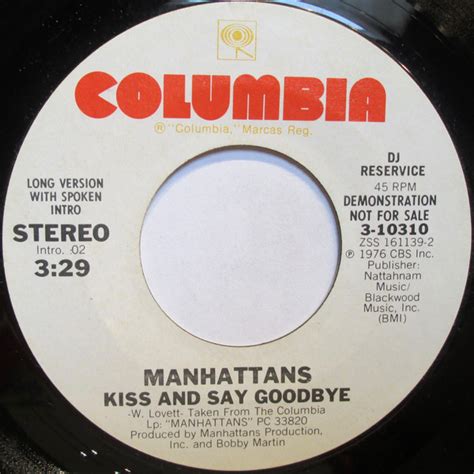 COLUMBIA
® "Columbia," Marcas Reg.
LONG VERSION
WITH SPOKEN
INTRO
STEREO
Intro. :02
3:29
DJ
RESERVICE
45 RPM
DEMONSTRATION
NOT FOR SALE
3-10310
ZSS 161139-2
℗ 1976 CBS Inc.
Publisher:
Nattahnam
Music/
Blackwood
Music, Inc.
(BMI)
MANHATTANS
KISS AND SAY GOODBYE
-W. Lovett- Taken From The Columbia
Lp: "MANHATTANS" PC 33820
Produced by Manhattans Production,
Inc and Bobby Martin